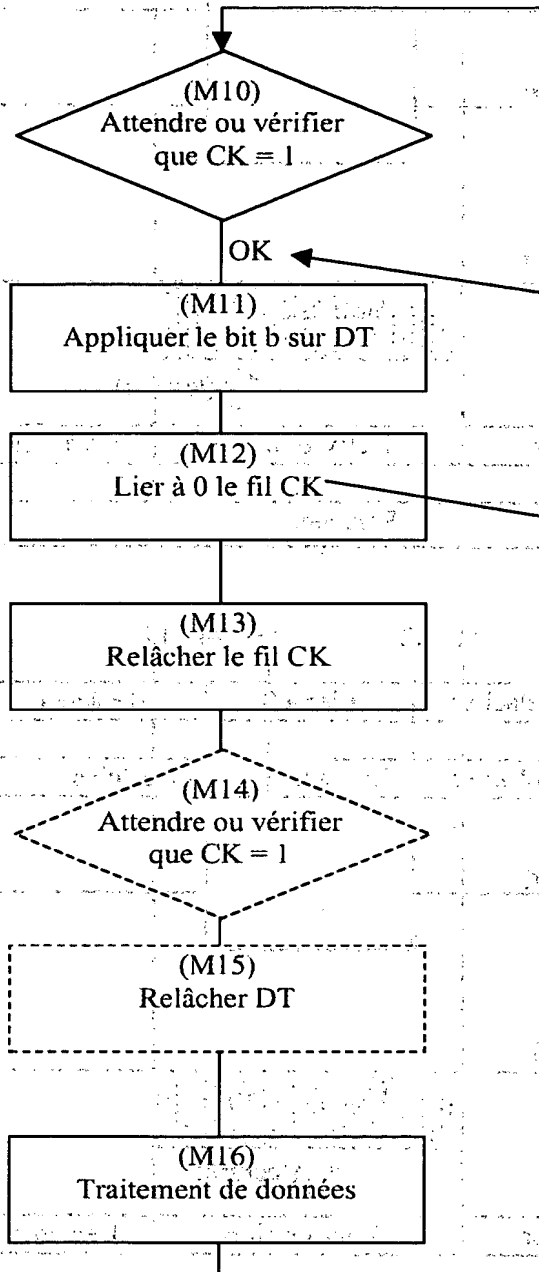 (M10)
Attendre ou vérifier
que CK = 1
OK
(M11)
Appliquer le bit b sur DT
(M12)
Lier à 0 le fil CK
(M13)
Relâcher le fil CK
(M14)
Attendre ou vérifier
que CK = 1
(M15)
Relâcher DT
(M16)
Traitement de données